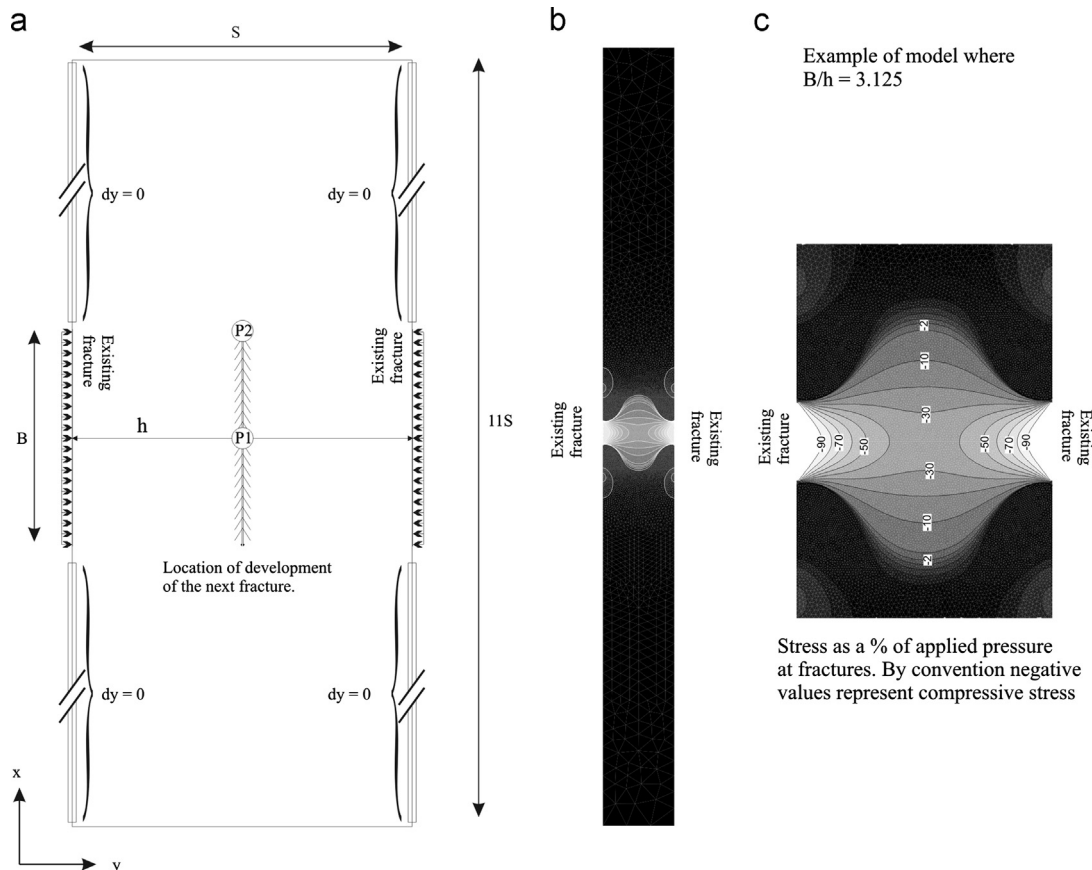 a
b
c
S
Example of model where
B/h = 3.125
dy = 0
dy = 0
P2
Existing
fracture
Existing
fracture
B
h
P1
11S
Existing
fracture
Existing
fracture
Existing
fracture
Existing
fracture
-2
-10
-30
-90
-70
-50
-50
-70
-90
-30
-10
-2
Location of development
of the next fracture.
dy = 0
dy = 0
Stress as a % of applied pressure
at fractures. By convention negative
values represent compressive stress
x
y